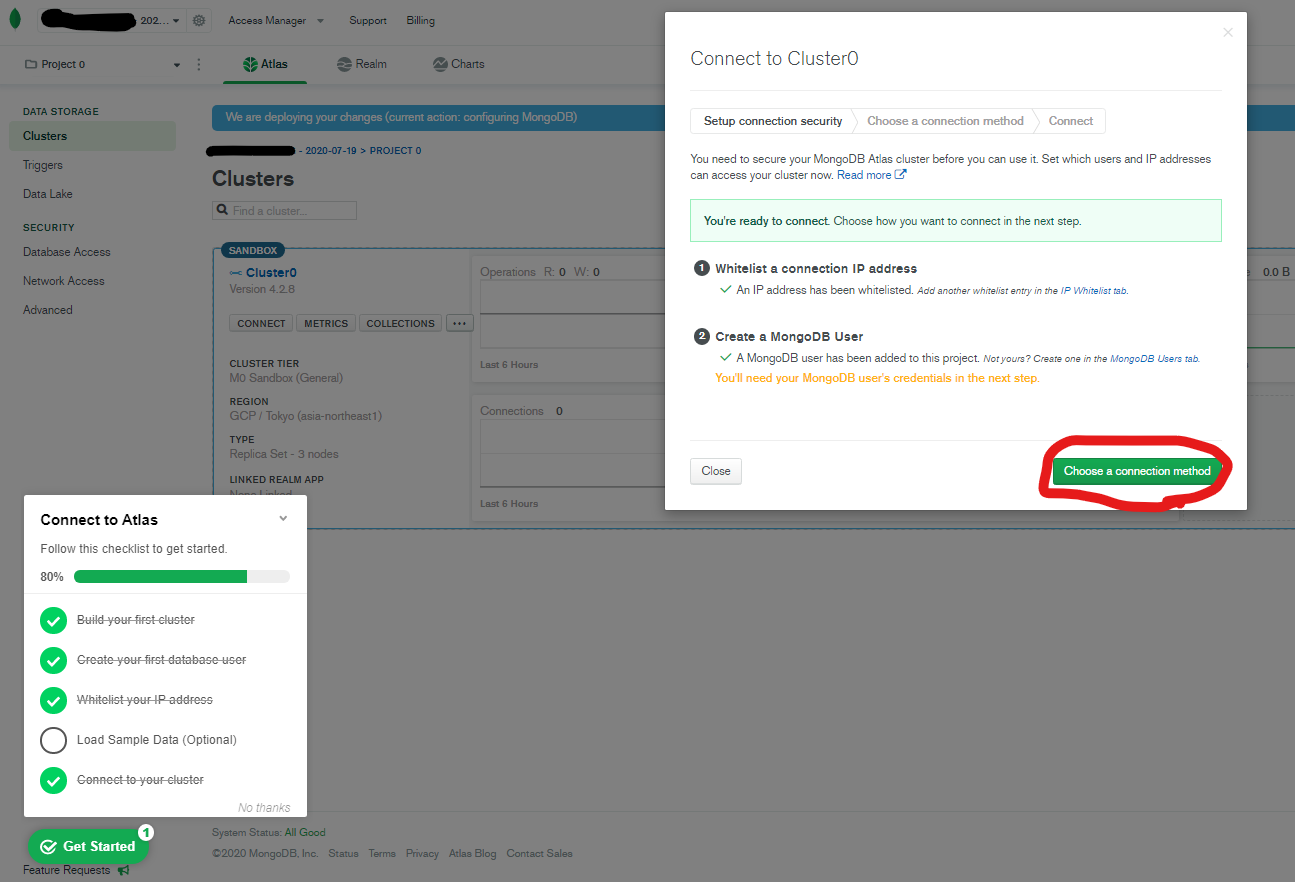 202...
Access Manager
Support
Billing
Project 0
Atlas
Realm
Charts
DATA STORAGE
Clusters
Triggers
Data Lake
SECURITY
Database Access
Network Access
Advanced
We are deploying your changes (current action: configuring MongoDB)
- 2020-07-19 > PROJECT 0
Clusters
Find a cluster...
SANDBOX
Cluster0
Version 4.2.8
CONNECT
METRICS
COLLECTIONS
...
CLUSTER TIER
M0 Sandbox (General)
REGION
GCP / Tokyo (asia-northeast1)
TYPE
Replica Set - 3 nodes
LINKED REALM APP
None Linked
Operations R: 0 W: 0
Last 6 Hours
Connections 0
Last 6 Hours
0.0 B
Connect to Cluster0
Setup connection security
Choose a connection method
Connect
You need to secure your MongoDB Atlas cluster before you can use it. Set which users and IP addresses
can access your cluster now. Read more
You're ready to connect. Choose how you want to connect in the next step.
1 Whitelist a connection IP address
An IP address has been whitelisted. Add another whitelist entry in the IP Whitelist tab.
2 Create a MongoDB User
A MongoDB user has been added to this project. Not yours? Create one in the MongoDB Users tab.
You'll need your MongoDB user's credentials in the next step.
Close
Choose a connection method
Connect to Atlas
Follow this checklist to get started.
80%
Build your first cluster
Create your first database user
Whitelist your IP address
Load Sample Data (Optional)
Connect to your cluster
No thanks
Get Started
1
Feature Requests
System Status: All Good
©2020 MongoDB, Inc. Status Terms Privacy Atlas Blog Contact Sales